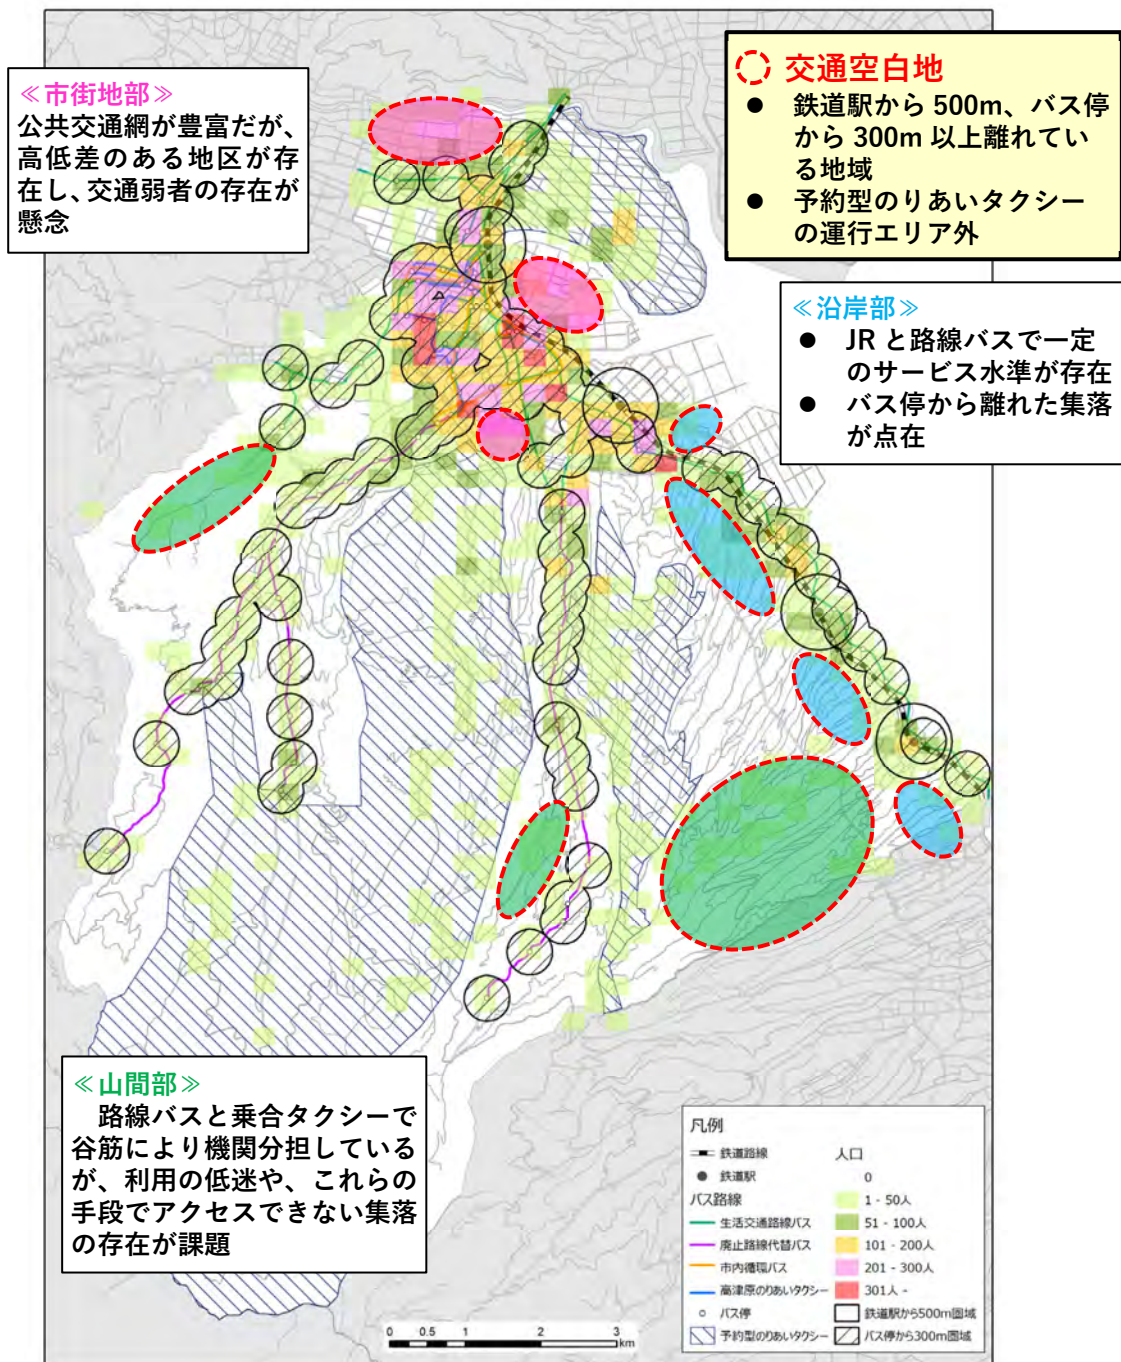 ≪市街地部≫
公共交通網が豊富だが、
高低差のある地区が存
在し、交通弱者の存在が
懸念
交通空白地
● 鉄道駅から 500m、バス停
から 300m 以上離れてい
る地域
● 予約型のりあいタクシー
の運行エリア外
≪沿岸部≫
● JR と路線バスで一定
のサービス水準が存在
● バス停から離れた集落
が点在
≪山間部≫
路線バスと乗合タクシーで
谷筋により機関分担している
が、利用の低迷や、これらの
手段でアクセスできない集落
の存在が課題
凡例
鉄道路線
鉄道駅
バス路線
生活交通路線バス
廃止路線代替バス
市内循環バス
高津原のりあいタクシー
バス停
予約型のりあいタクシー
人口
0
1 - 50人
51 - 100人
101 - 200人
201 - 300人
301人 -
鉄道駅から500m圏域
バス停から300m圏域
0 0.5 1 2 3
km